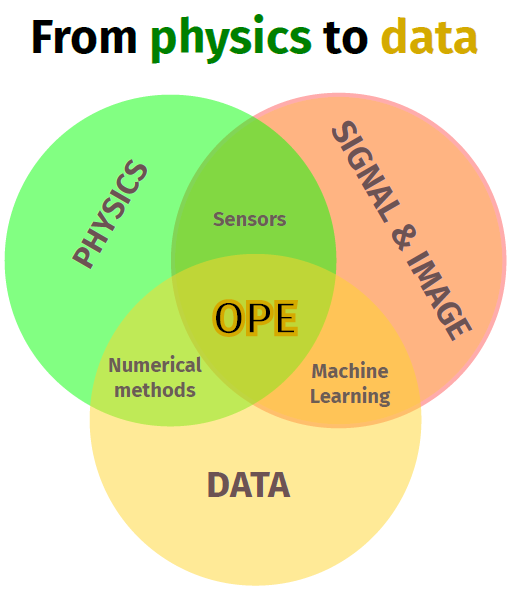 From physics to data
PHYSICS
SIGNAL & IMAGE
Sensors
OPE
Numerical
methods
Machine
Learning
DATA